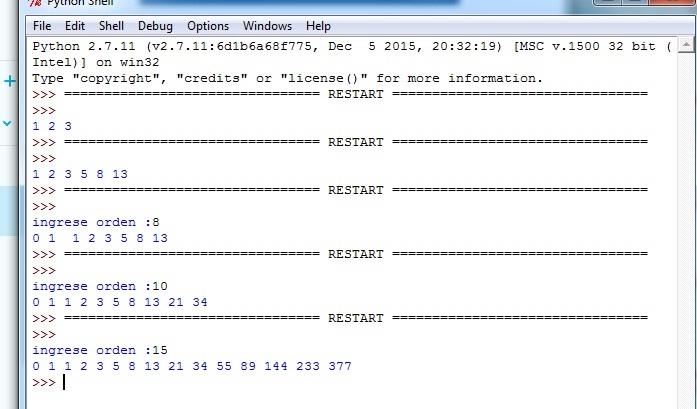 Python Shell
File Edit Shell Debug Options Windows Help
Python 2.7.11 (v2.7.11:6d1b6a68f775, Dec  5 2015, 20:32:19) [MSC v.1500 32 bit (
Intel)] on win32
Type "copyright", "credits" or "license()" for more information.
>>> ================================ RESTART ================================
>>>
1 2 3
>>> ================================ RESTART ================================
>>>
1 2 3 5 8 13
>>> ================================ RESTART ================================
>>>
ingrese orden :8
0 1  1 2 3 5 8 13
>>> ================================ RESTART ================================
>>>
ingrese orden :10
0 1 1 2 3 5 8 13 21 34
>>> ================================ RESTART ================================
>>>
ingrese orden :15
0 1 1 2 3 5 8 13 21 34 55 89 144 233 377
>>>